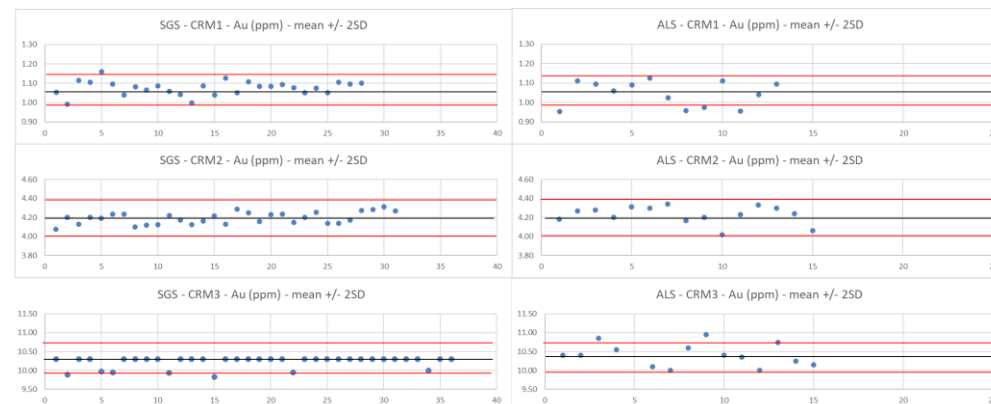 SGS - CRM1 - Au (ppm) - mean +/- 2SD
1.30
1.20
1.10
1.00
0.90
0 5 10 15 20 25 30 35 40
ALS - CRM1 - Au (ppm) - mean +/- 2SD
1.30
1.20
1.10
1.00
0.90
0 5 10 15 20
SGS - CRM2 - Au (ppm) - mean +/- 2SD
4.60
4.40
4.20
4.00
3.80
0 5 10 15 20 25 30 35 40
ALS - CRM2 - Au (ppm) - mean +/- 2SD
4.60
4.40
4.20
4.00
3.80
0 5 10 15 20
SGS - CRM3 - Au (ppm) - mean +/- 2SD
11.50
11.00
10.50
10.00
9.50
0 5 10 15 20 25 30 35 40
ALS - CRM3 - Au (ppm) - mean +/- 2SD
11.50
11.00
10.50
10.00
9.50
0 5 10 15 20